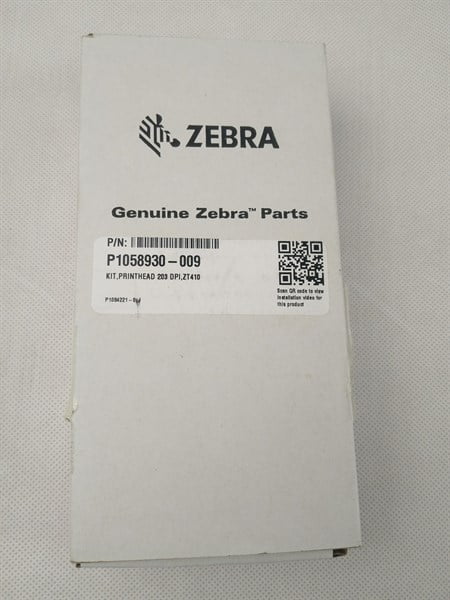 ZEBRA
Genuine Zebra™ Parts
P/N:
P1058930-009
KIT,PRINTHEAD 203 DPI,ZT410
Scan QR code to view
installation video for
this product